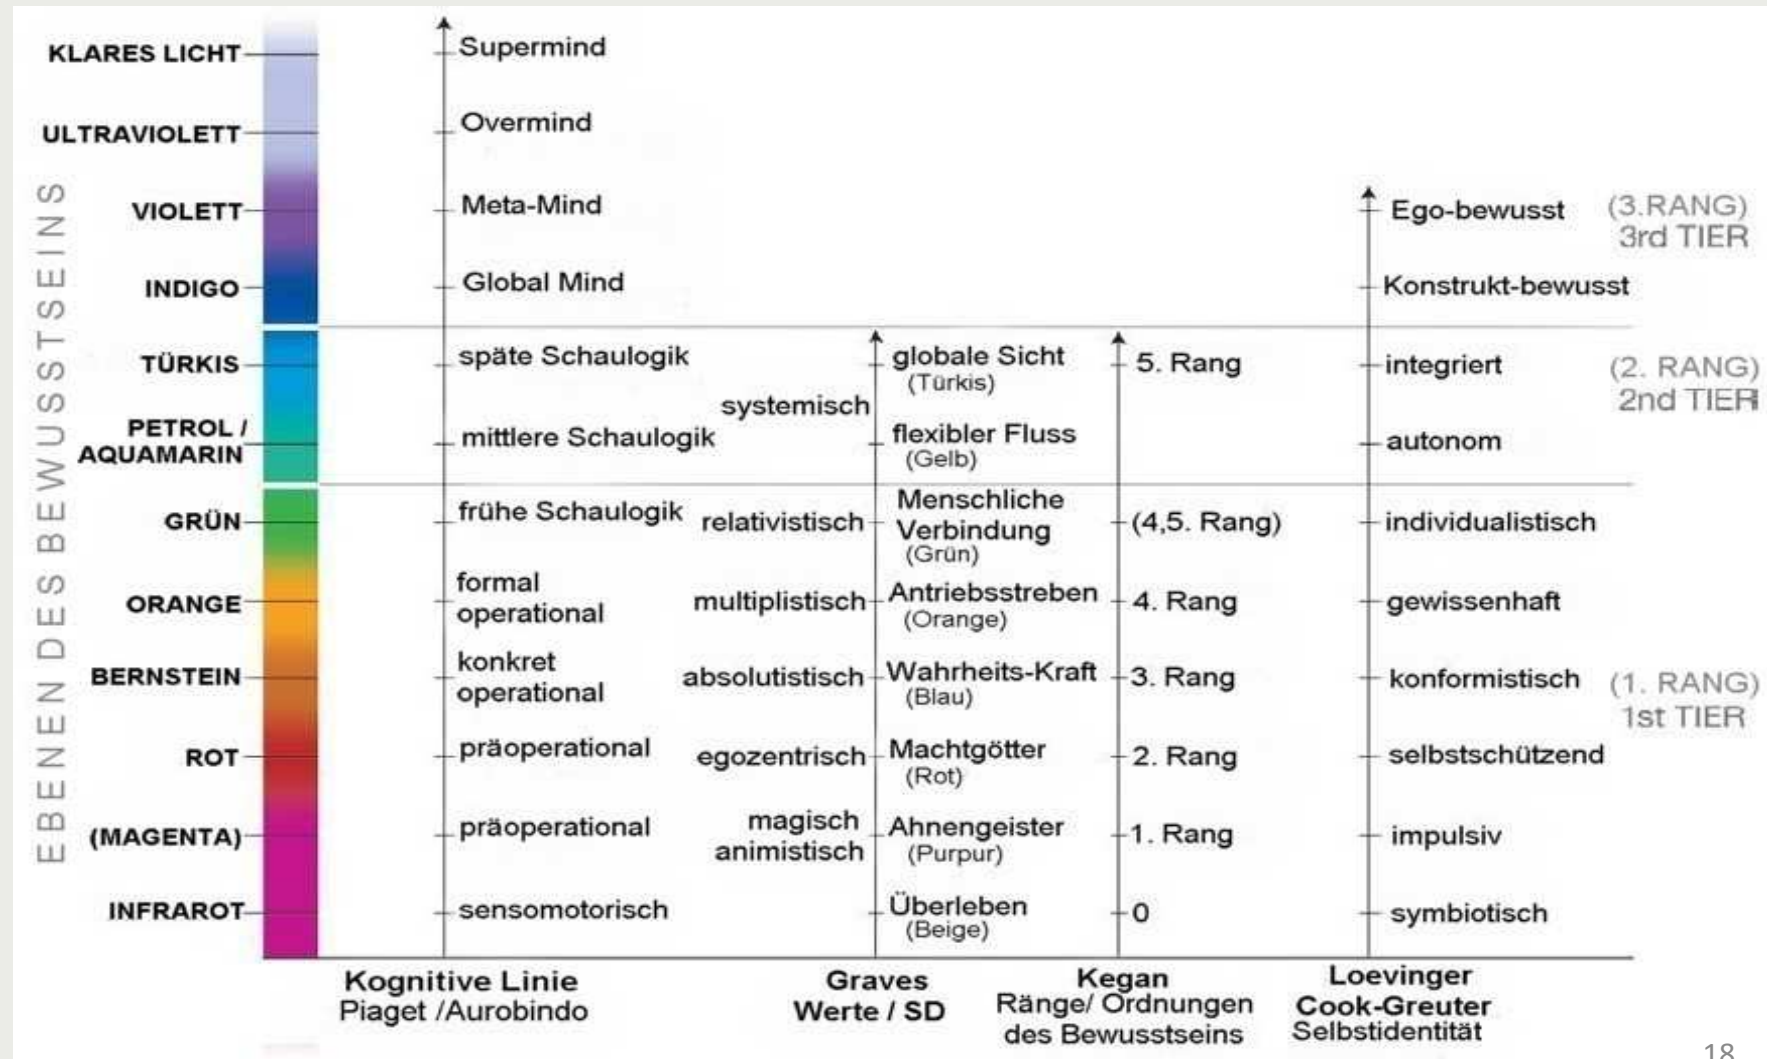 EBENEN DES BEWUSSTSEINS
KLARES LICHT
Supermind
ULTRAVIOLETT
Overmind
VIOLETT
Meta-Mind
Ego-bewusst
(3.RANG)
3rd TIER
INDIGO
Global Mind
Konstrukt-bewusst
TÜRKIS
späte Schaulogik
systemisch
globale Sicht
(Türkis)
5. Rang
integriert
(2. RANG)
2nd TIER
PETROL /
AQUAMARIN
mittlere Schaulogik
flexibler Fluss
(Gelb)
autonom
GRÜN
frühe Schaulogik
relativistisch
Menschliche
Verbindung
(Grün)
(4,5. Rang)
individualistisch
ORANGE
formal
operational
multiplistisch
Antriebsstreben
(Orange)
4. Rang
gewissenhaft
BERNSTEIN
konkret
operational
absolutistisch
Wahrheits-Kraft
(Blau)
3. Rang
konformistisch
(1. RANG)
1st TIER
ROT
präoperational
egozentrisch
Machtgötter
(Rot)
2. Rang
selbstschützend
(MAGENTA)
präoperational
magisch
animistisch
Ahnengeister
(Purpur)
1. Rang
impulsiv
INFRAROT
sensomotorisch
Überleben
(Beige)
0
symbiotisch
Kognitive Linie
Piaget /Aurobindo
Graves
Werte / SD
Kegan
Ränge/ Ordnungen
des Bewusstseins
Loevinger
Cook-Greuter
Selbstidentität
18